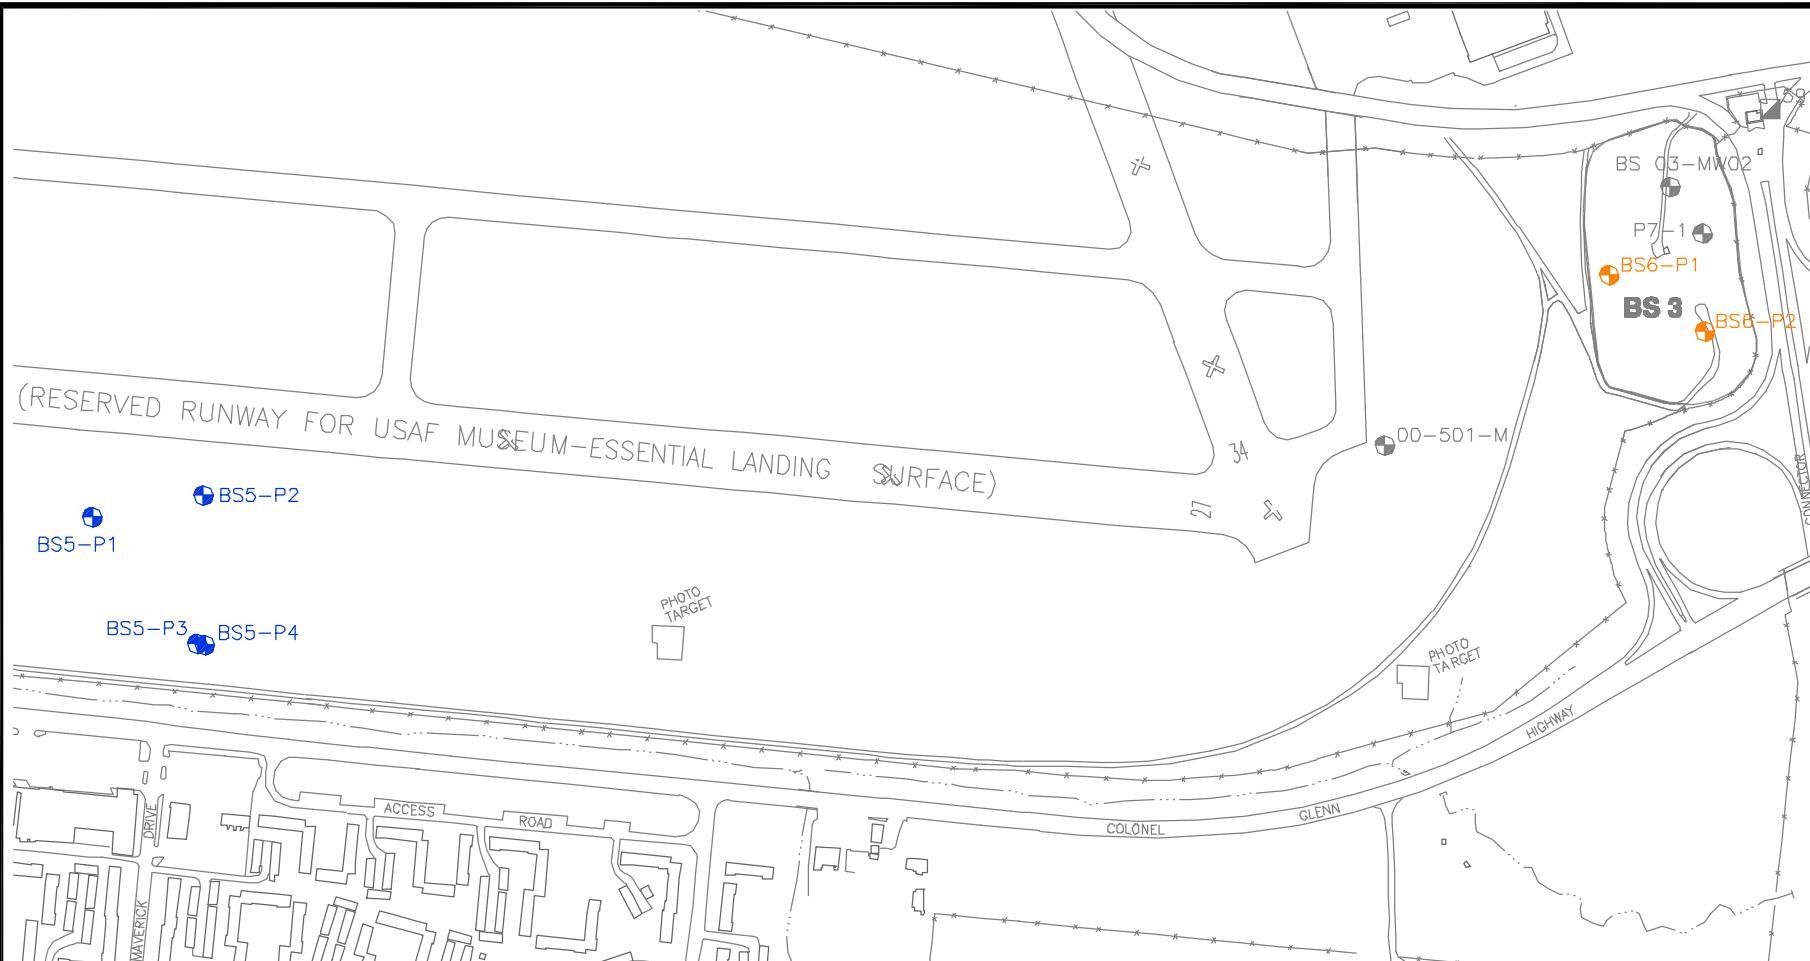 59
BS 03-MW02
P7-1
BS6-P1
BS 3
BS6-P2
(RESERVED RUNWAY FOR USAF MUSEUM-ESSENTIAL LANDING SURFACE)
34
00-501-M
27
CONNECTOR
BS5-P2
BS5-P1
PHOTO
TARGET
BS5-P3
BS5-P4
PHOTO
TARGET
HIGHWAY
ACCESS
ROAD
DRIVE
COLONEL
GLENN
MAVERICK